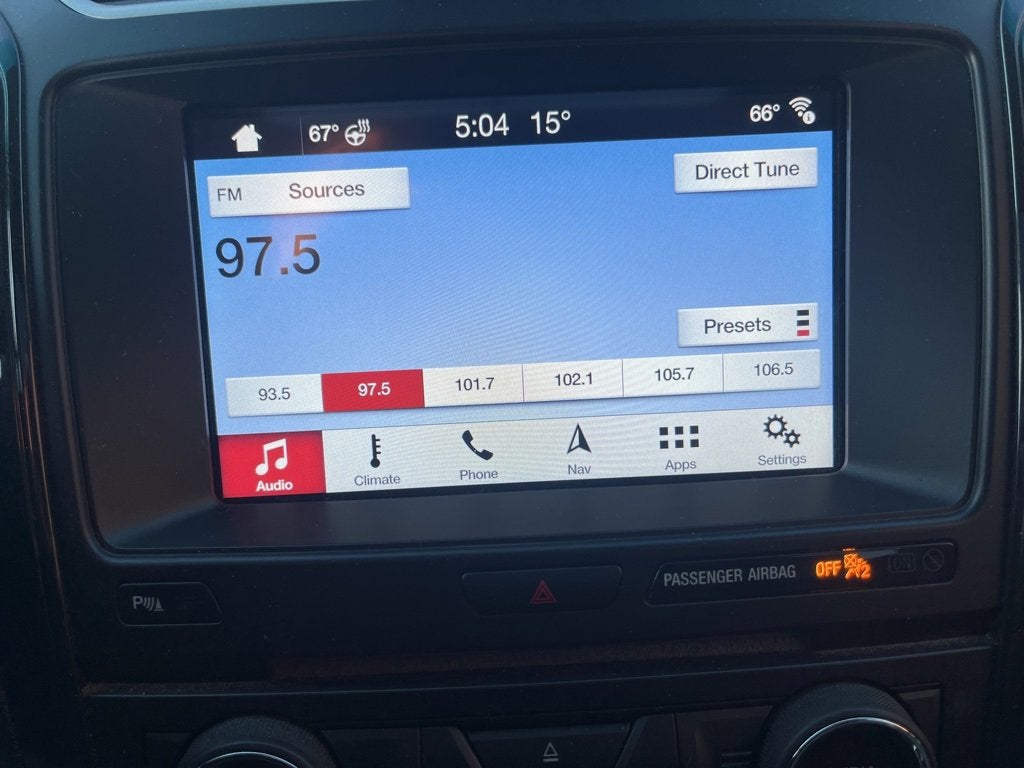 67° 5:04 15° 66°
FM Sources Direct Tune
97.5
Presets
93.5 97.5 101.7 102.1 105.7 106.5
Audio Climate Phone Nav Apps Settings
P PASSENGER AIRBAG OFF 2 ON